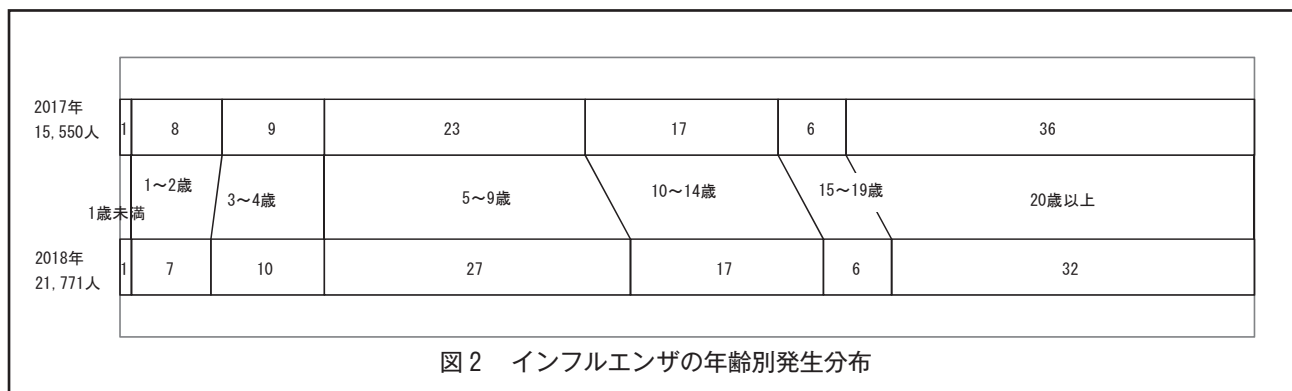 2017年
15,550人
1 8 9 23 17 6 36
1歳未満 1～2歳 3～4歳 5～9歳 10～14歳 15～19歳 20歳以上
2018年
21,771人
1 7 10 27 17 6 32
図2 インフルエンザの年齢別発生分布